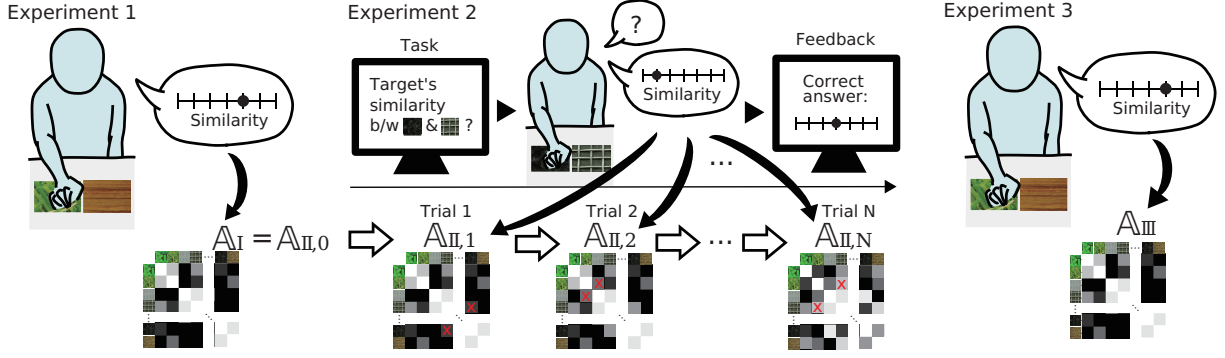 Experiment 1
Similarity
𝔸I = 𝔸II,0
Experiment 2
Task
Target's
similarity
b/w & ?
?
Similarity
...
Feedback
Correct
answer:
Trial 1
𝔸II,1
x
x
Trial 2
𝔸II,2
x
x
...
Trial N
𝔸II,N
x
x
Experiment 3
Similarity
𝔸III